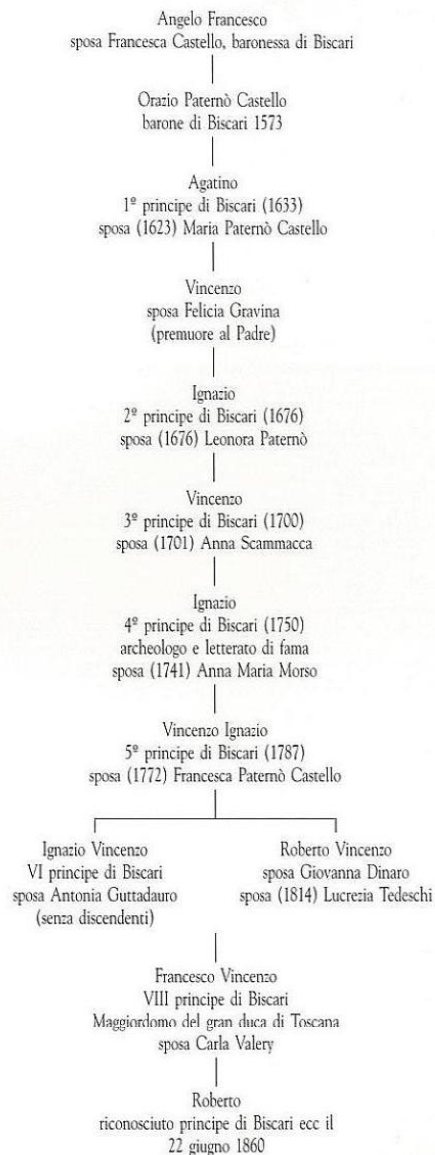 Angelo Francesco
sposa Francesca Castello, baronessa di Biscari
Orazio Paternò Castello
barone di Biscari 1573
Agatino
1º principe di Biscari (1633)
sposa (1623) Maria Paternò Castello
Vincenzo
sposa Felicia Gravina
(premuore al Padre)
Ignazio
2º principe di Biscari (1676)
sposa (1676) Leonora Paternò
Vincenzo
3º principe di Biscari (1700)
sposa (1701) Anna Scammacca
Ignazio
4º principe di Biscari (1750)
archeologo e letterato di fama
sposa (1741) Anna Maria Morso
Vincenzo Ignazio
5º principe di Biscari (1787)
sposa (1772) Francesca Paternò Castello
Ignazio Vincenzo
VI principe di Biscari
sposa Antonia Guttadauro
(senza discendenti)
Roberto Vincenzo
sposa Giovanna Dinaro
sposa (1814) Lucrezia Tedeschi
Francesco Vincenzo
VIII principe di Biscari
Maggiordomo del gran duca di Toscana
sposa Carla Valery
Roberto
riconosciuto principe di Biscari ecc il
22 giugno 1860